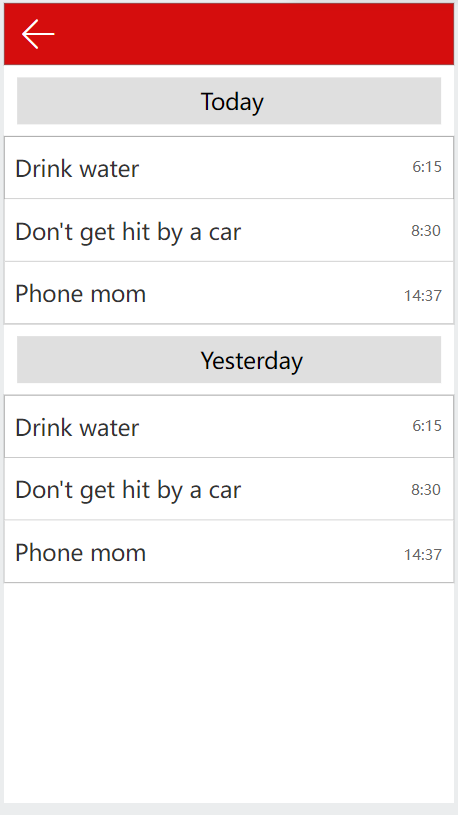 Today
Drink water 6:15
Don't get hit by a car 8:30
Phone mom 14:37
Yesterday
Drink water 6:15
Don't get hit by a car 8:30
Phone mom 14:37